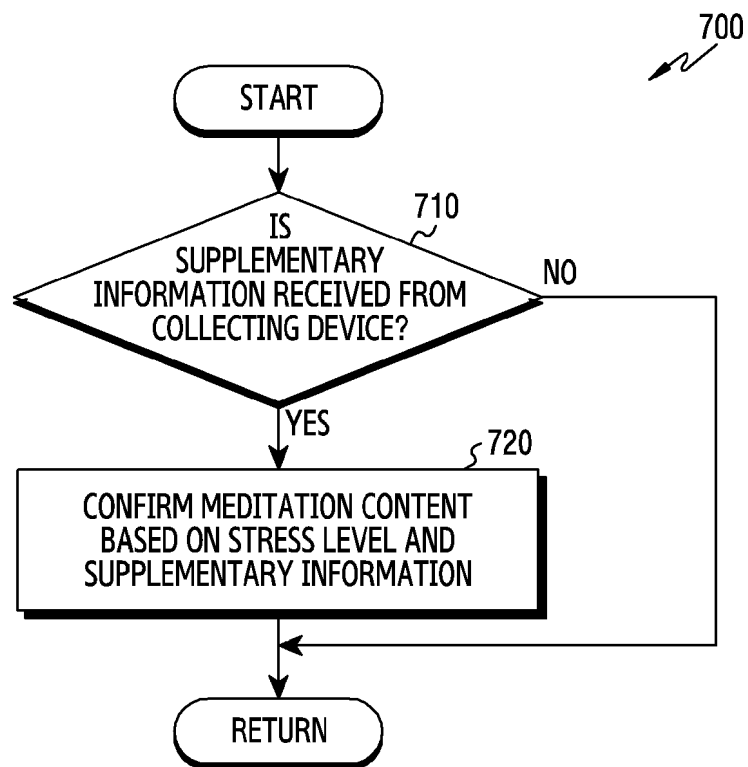 700
START
710
IS
SUPPLEMENTARY
INFORMATION RECEIVED FROM
COLLECTING DEVICE?
NO
YES
720
CONFIRM MEDITATION CONTENT
BASED ON STRESS LEVEL AND
SUPPLEMENTARY INFORMATION
RETURN